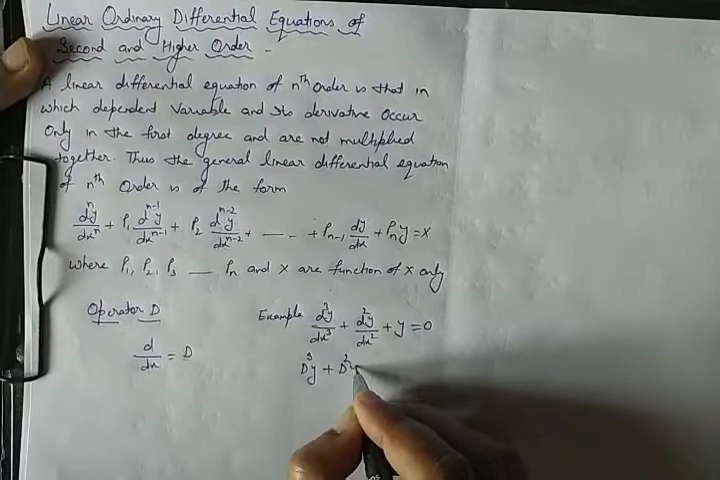 Linear Ordinary Differential Equations of
Second and Higher Order -
A linear differential equation of nth Order is that in
which dependent Variable and its derivative Occur
Only in the first degree and are not multiplied
together. Thus the general linear differential equation
of nth Order is of the form
dⁿy/dxⁿ + P₁ dⁿ⁻¹y/dxⁿ⁻¹ + P₂ dⁿ⁻²y/dxⁿ⁻² + — - - + Pₙ₋₁ dy/dx + Pₙy = X
where P₁, P₂, P₃ — Pₙ and X are function of x only
Operator D
d/dx = D
Example d³y/dx³ + d²y/dx² + y = 0
D³y + D²